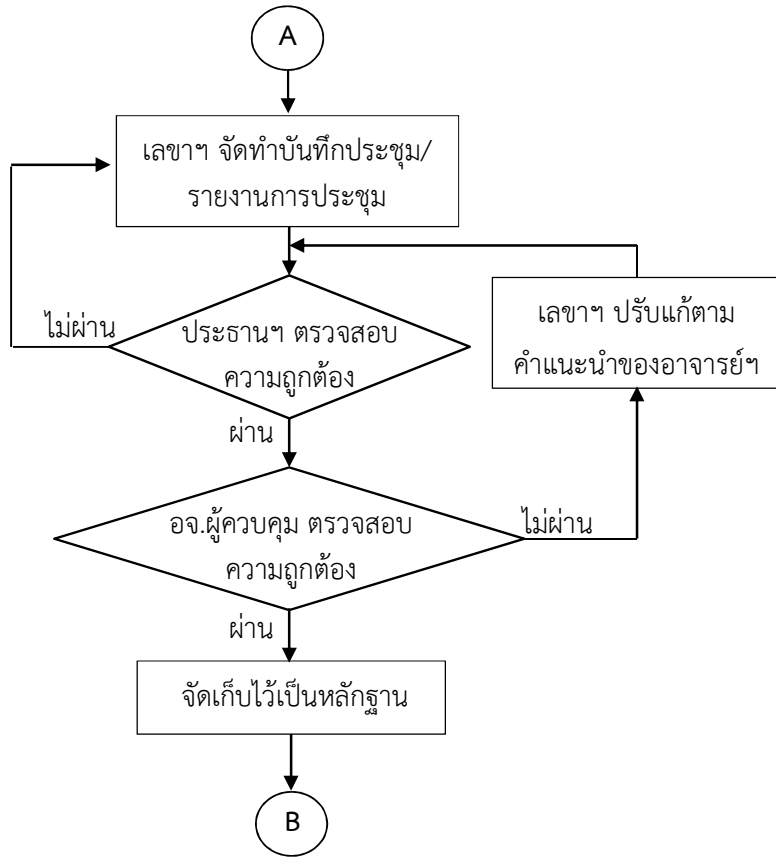 A
เลขาฯ จัดทำบันทึกประชุม/
รายงานการประชุม
ไม่ผ่าน
ประธานฯ ตรวจสอบ
ความถูกต้อง
เลขาฯ ปรับแก้ตาม
คำแนะนำของอาจารย์ฯ
ผ่าน
อจ.ผู้ควบคุม ตรวจสอบ
ความถูกต้อง
ไม่ผ่าน
ผ่าน
จัดเก็บไว้เป็นหลักฐาน
B